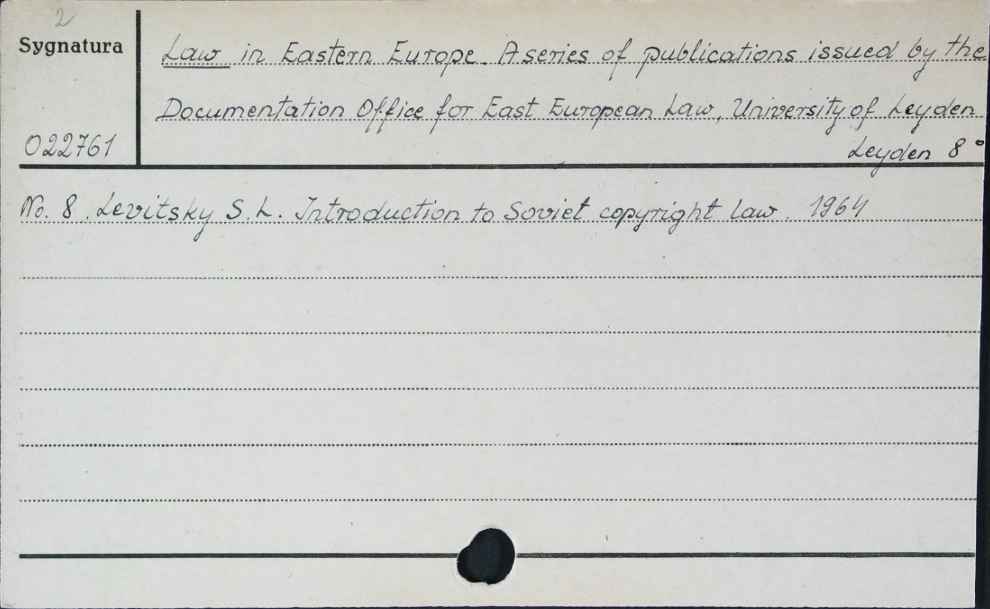 2
Sygnatura
Law in Eastern Europe. A series of publications issued by the
Documentation Office for East European Law, University of Leyden
022761
Leyden 8°
No. 8. Levitsky S. L. Introduction to Soviet copyright law. 1964